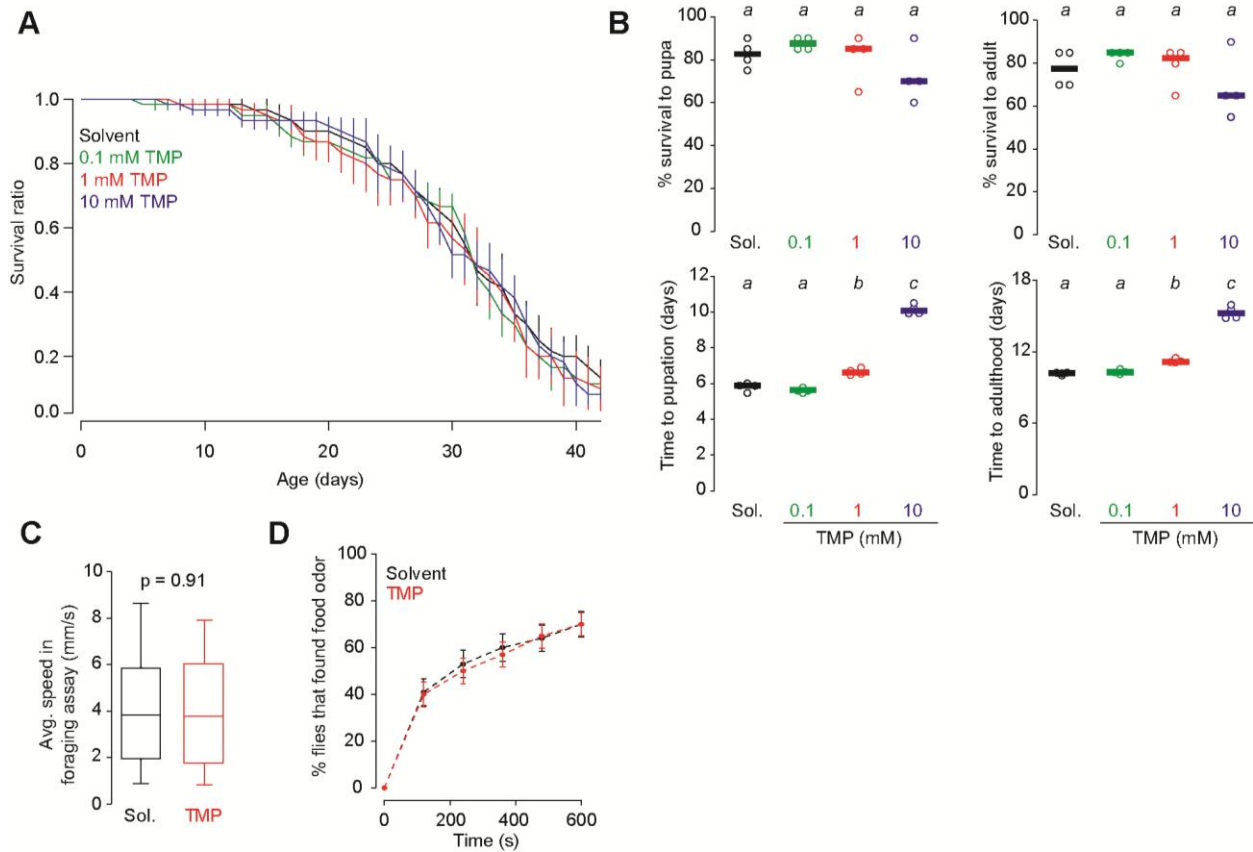 A
Survival ratio
1.0
0.8
0.6
0.4
0.2
0.0
Solvent
0.1 mM TMP
1 mM TMP
10 mM TMP
0 10 20 30 40
Age (days)
B
% survival to pupa
100
80
60
40
20
0
a a a a
Sol. 0.1 1 10
% survival to adult
100
80
60
40
20
0
a a a a
Sol. 0.1 1 10
Time to pupation (days)
12
10
8
6
4
2
0
a a b c
Sol. 0.1 1 10
TMP (mM)
Time to adulthood (days)
18
12
6
0
a a b c
Sol. 0.1 1 10
TMP (mM)
C
Avg. speed in
foraging assay (mm/s)
10
8
6
4
2
0
p = 0.91
Sol. TMP
D
% flies that found food odor
100
80
60
40
20
0
Solvent
TMP
0 200 400 600
Time (s)